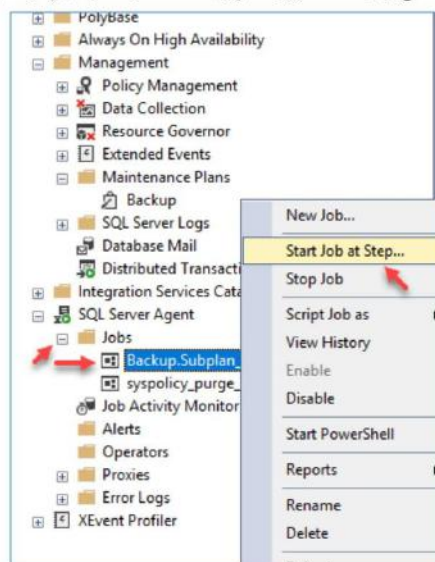 PolyBase
Always On High Availability
Management
Policy Management
Data Collection
Resource Governor
Extended Events
Maintenance Plans
Backup
SQL Server Logs
Database Mail
Distributed Transacti
Integration Services Cata
SQL Server Agent
Jobs
Backup.Subplan_
syspolicy_purge_
Job Activity Monitor
Alerts
Operators
Proxies
Error Logs
XEvent Profiler
New Job...
Start Job at Step...
Stop Job
Script Job as
View History
Enable
Disable
Start PowerShell
Reports
Rename
Delete